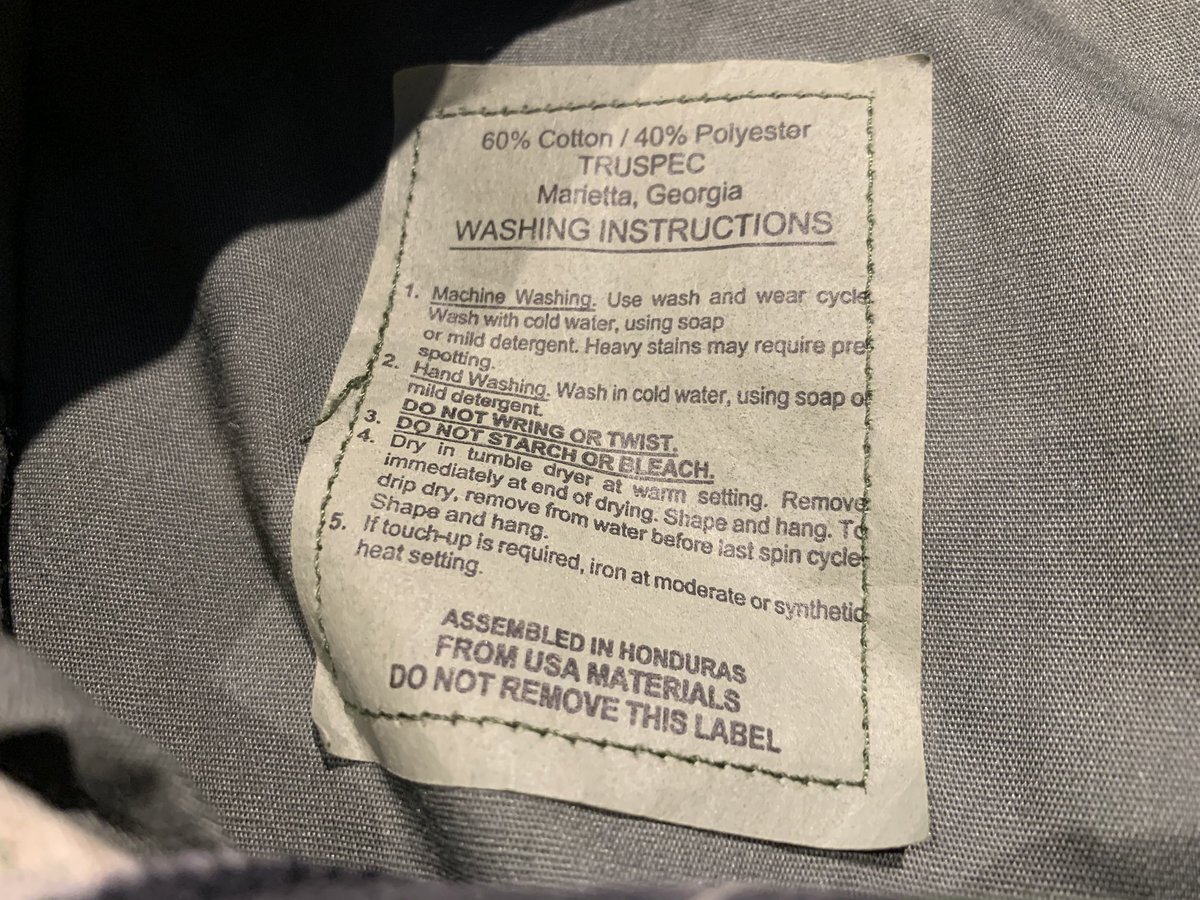 60% Cotton / 40% Polyester
TRUSPEC
Marietta, Georgia
WASHING INSTRUCTIONS
1. Machine Washing. Use wash and wear cycle.
Wash with cold water, using soap
or mild detergent. Heavy stains may require pre-
spotting.
2. Hand Washing. Wash in cold water, using soap or
mild detergent.
DO NOT WRING OR TWIST.
3. DO NOT STARCH OR BLEACH.
4. Dry in tumble dryer at warm setting. Remove
immediately at end of drying. Shape and hang. To
drip dry, remove from water before last spin cycle.
Shape and hang.
5. If touch-up is required, iron at moderate or synthetic
heat setting.
ASSEMBLED IN HONDURAS
FROM USA MATERIALS
DO NOT REMOVE THIS LABEL